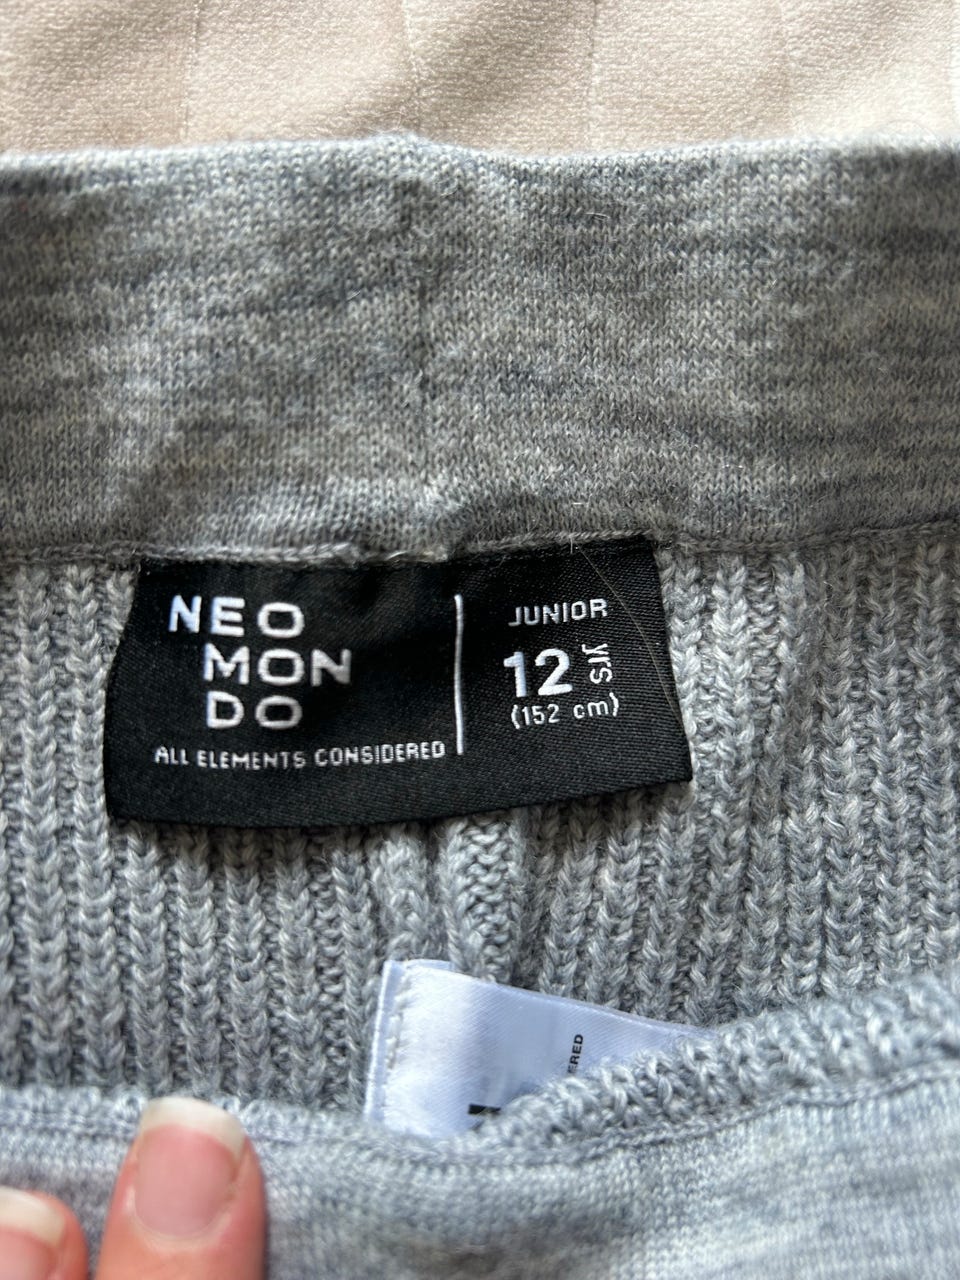 NEO
MON
DO
ALL ELEMENTS CONSIDERED
JUNIOR
12 yrs
(152 cm)